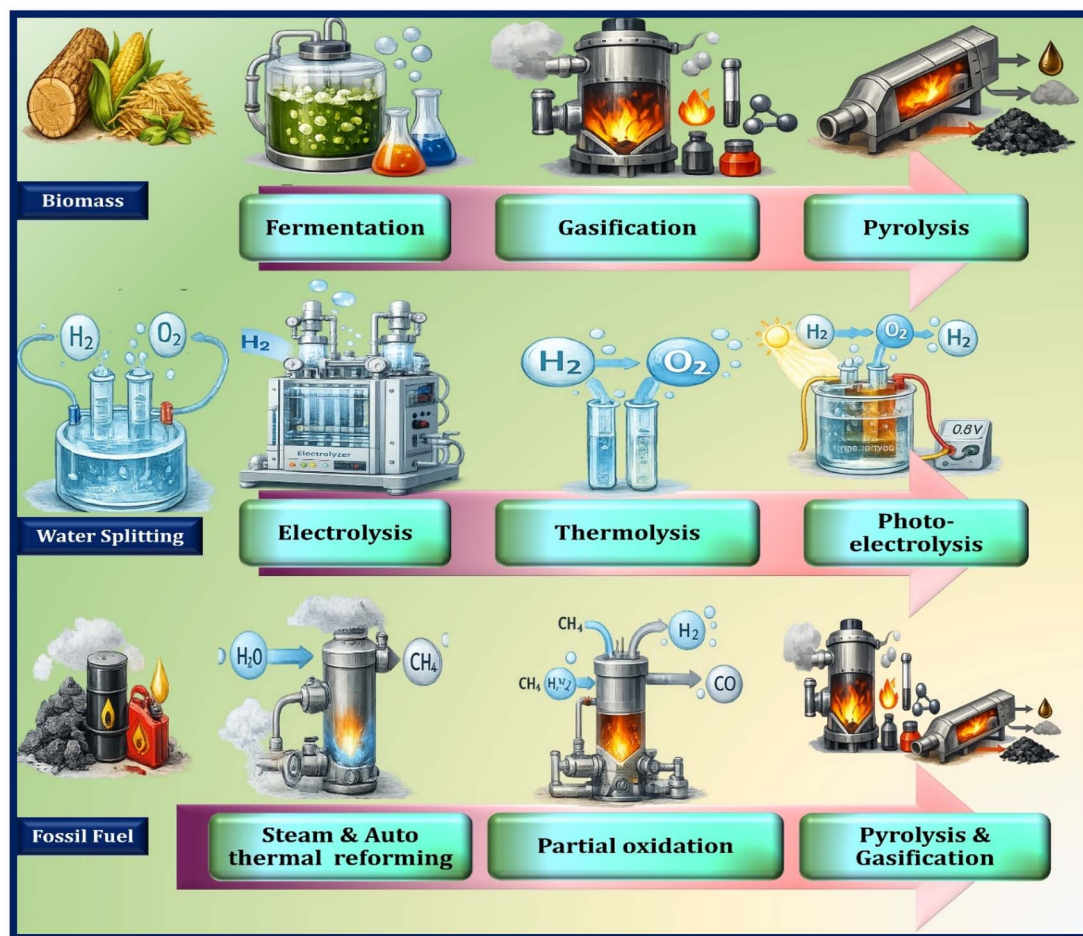 Biomass
Fermentation
Gasification
Pyrolysis
H₂
O₂
H₂
Electrolyzer
H₂
O₂
H₂
O₂
H₂
0.8V
Water Splitting
Electrolysis
Thermolysis
Photo-
electrolysis
H₂O
CH₄
CH₄
H₂
CH₄
CO
Fossil Fuel
Steam & Auto
thermal reforming
Partial oxidation
Pyrolysis &
Gasification